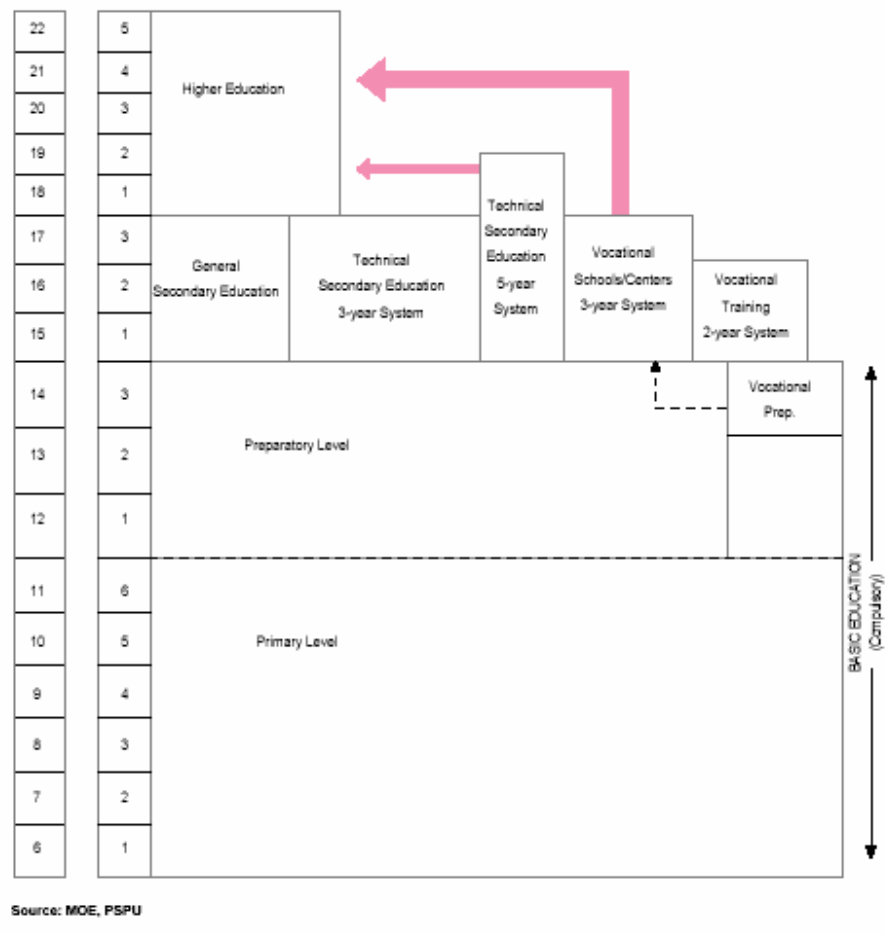 22 5
21 4
Higher Education
20 3
19 2
18 1
Technical
Secondary
Education
5-year
System
17 3
General
Secondary Education
Technical
Secondary Education
3-year System
Vocational
Schools/Centers
3-year System
Vocational
Training
2-year System
16 2
15 1
14 3
Vocational
Prep.
Preparatory Level
13 2
12 1
BASIC EDUCATION
(Compulsory)
11 6
10 5
Primary Level
9 4
8 3
7 2
6 1
Source: MOE, PSPU